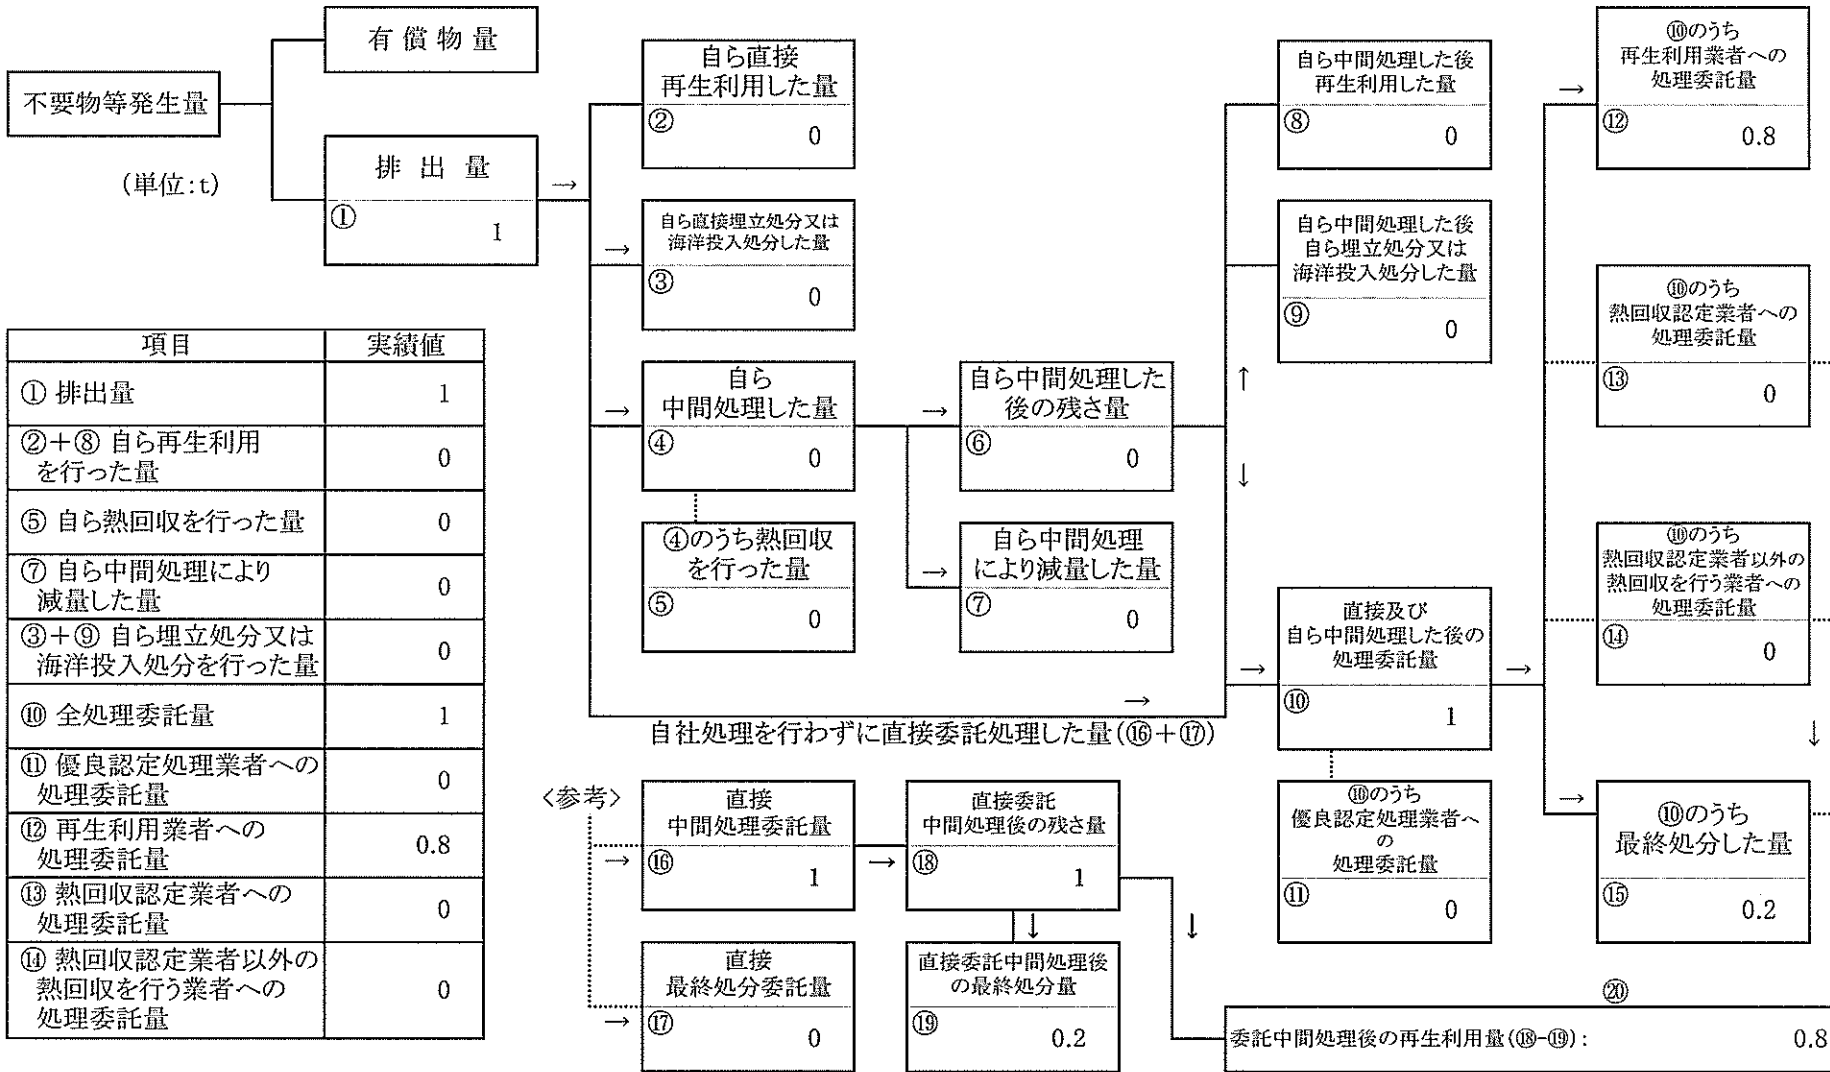 不要物等発生量
(単位:t)
有償物量
排出量
①
1
自ら直接
再生利用した量
②
0
自ら直接埋立処分又は
海洋投入処分した量
③
0
自ら
中間処理した量
④
0
④のうち熱回収
を行った量
⑤
0
自ら中間処理した
後の残さ量
⑥
0
自ら中間処理
により減量した量
⑦
0
自ら中間処理した後
再生利用した量
⑧
0
自ら中間処理した後
自ら埋立処分又は
海洋投入処分した量
⑨
0
直接及び
自ら中間処理した後の
処理委託量
⑩
1
⑩のうち
優良認定処理業者へ
の
処理委託量
⑪
0
⑩のうち
再生利用業者への
処理委託量
⑫
0.8
⑩のうち
熱回収認定業者への
処理委託量
⑬
0
⑩のうち
熱回収認定業者以外の
熱回収を行う業者への
処理委託量
⑭
0
⑩のうち
最終処分した量
⑮
0.2
自社処理を行わずに直接委託処理した量(⑯+⑰)
<参考>
直接
中間処理委託量
⑯
1
直接
最終処分委託量
⑰
0
直接委託
中間処理後の残さ量
⑱
1
直接委託中間処理後
の最終処分量
⑲
0.2
⑳
委託中間処理後の再生利用量(⑱-⑲): 0.8
項目 実績値
① 排出量 1
②+⑧ 自ら再生利用
を行った量 0
⑤ 自ら熱回収を行った量 0
⑦ 自ら中間処理により
減量した量 0
③+⑨ 自ら埋立処分又は
海洋投入処分を行った量 0
⑩ 全処理委託量 1
⑪ 優良認定処理業者への
処理委託量 0
⑫ 再生利用業者への
処理委託量 0.8
⑬ 熱回収認定業者への
処理委託量 0
⑭ 熱回収認定業者以外の
熱回収を行う業者への
処理委託量 0